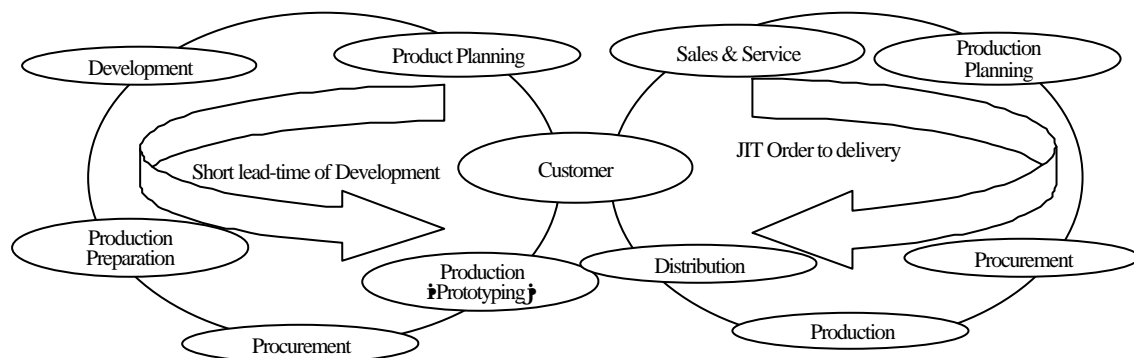 Product Planning
Sales & Service
Production
Planning
Development
Short lead-time of Development
Customer
JIT Order to delivery
Production
Preparation
Production
Prototyping
Distribution
Procurement
Procurement
Production